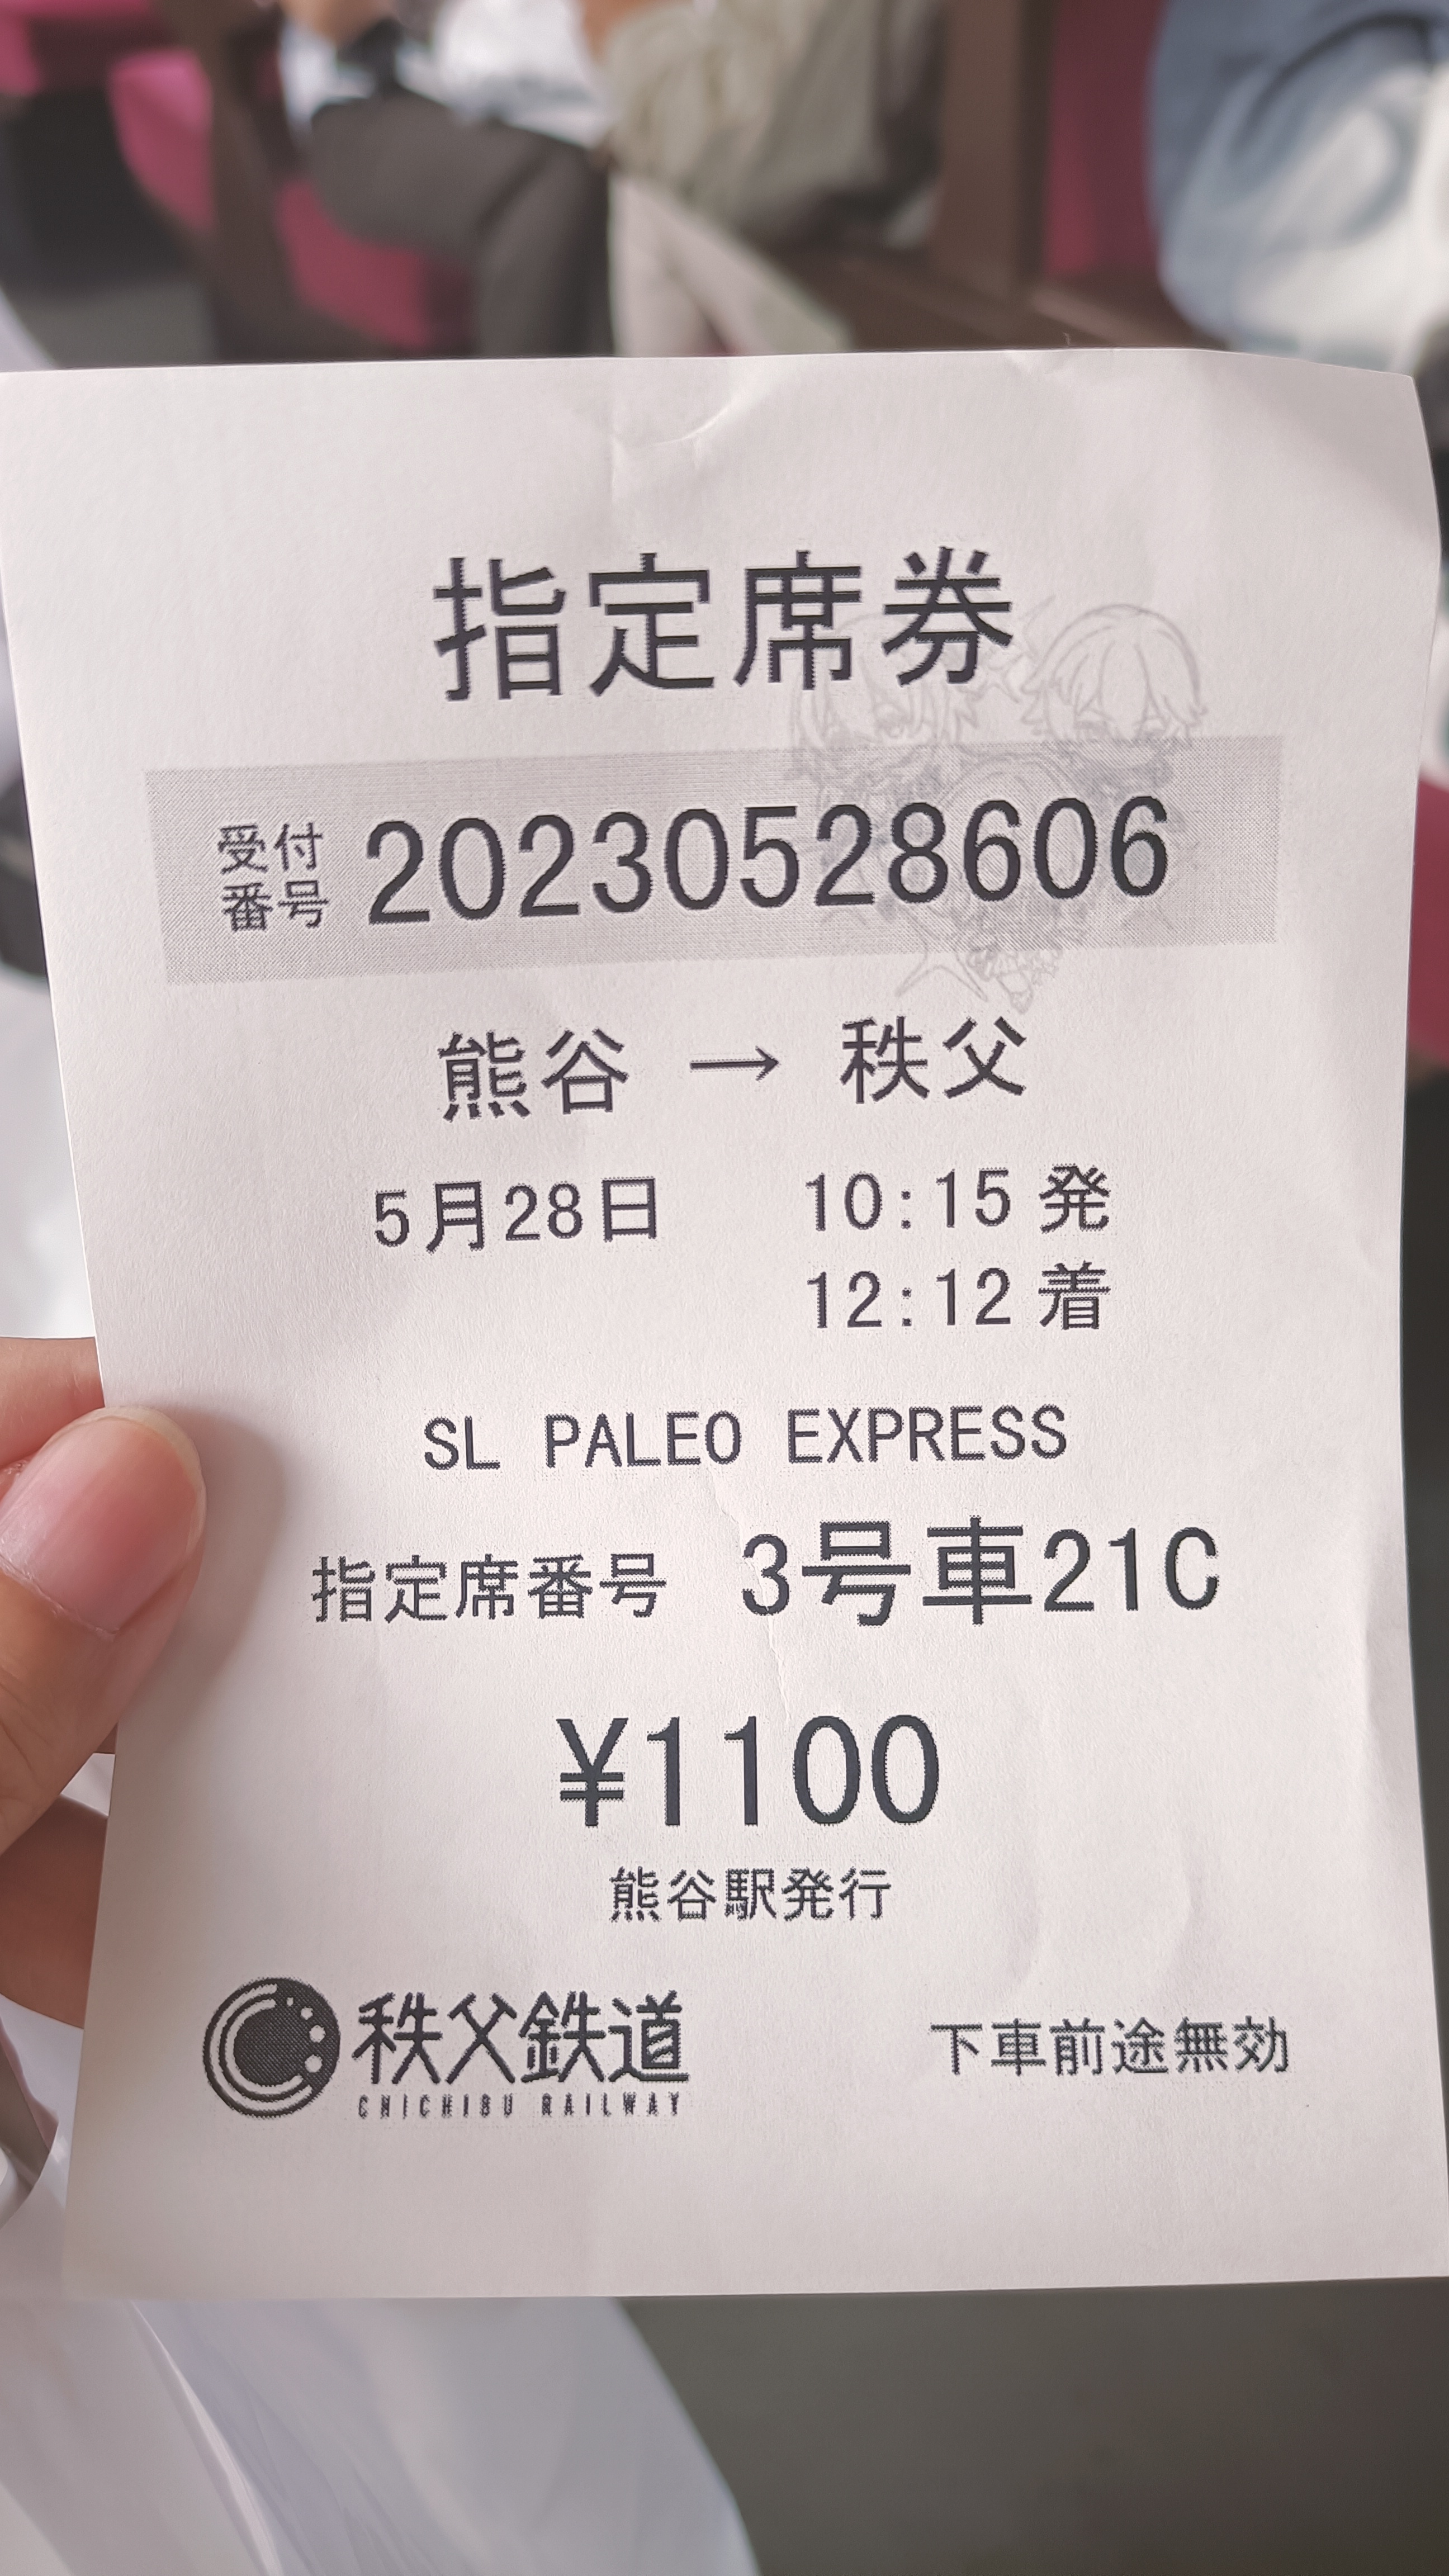 指定席券
受付番号 20230528606
熊谷 → 秩父
5月28日 10:15 発
12:12 着
SL PALEO EXPRESS
指定席番号 3号車21C
¥1100
熊谷駅発行
秩父鉄道
CHICHIBU RAILWAY
下車前途無効